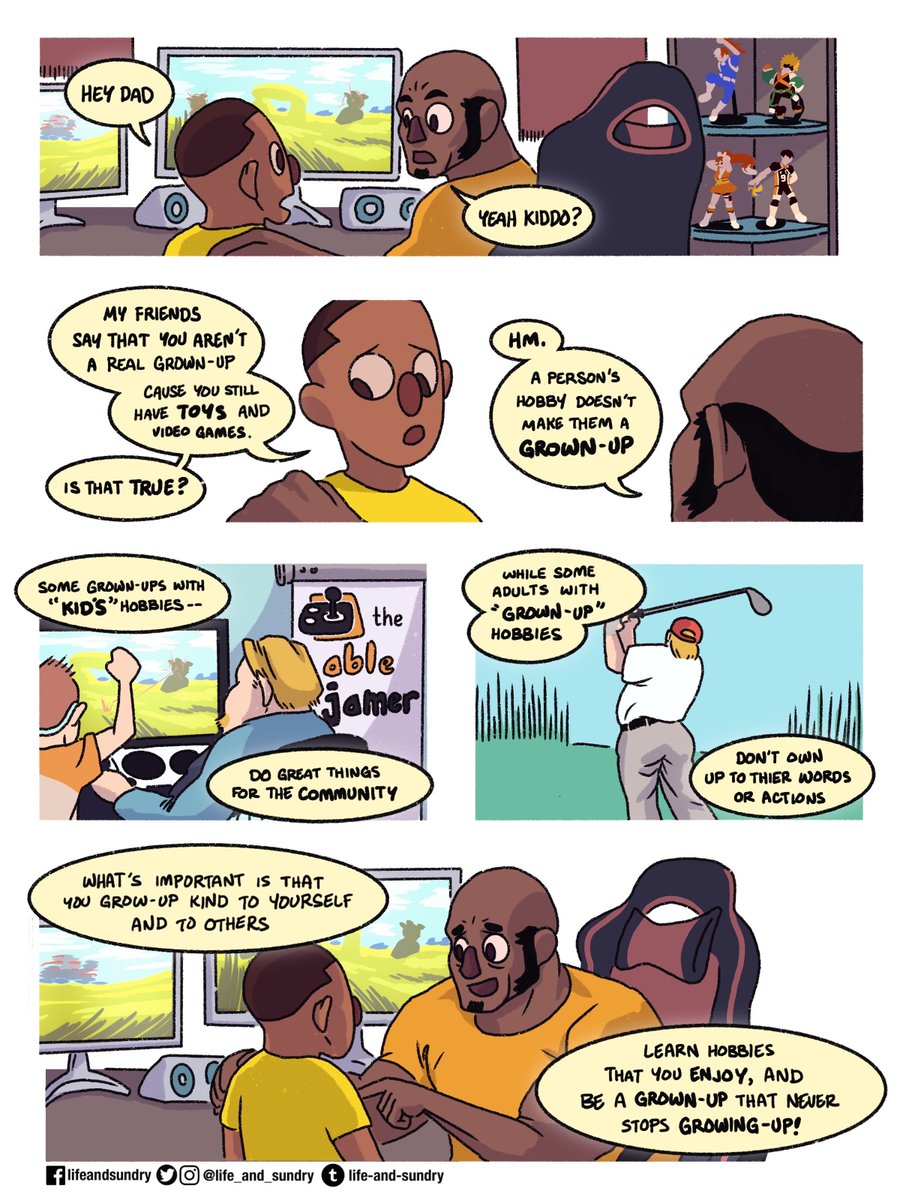 HEY DAD
YEAH KIDDO?
MY FRIENDS
SAY THAT YOU AREN'T
A REAL GROWN-UP
CAUSE YOU STILL
HAVE TOYS AND
VIDEO GAMES.
IS THAT TRUE?
HM.
A PERSON'S
HOBBY DOESN'T
MAKE THEM A
GROWN-UP
SOME GROWN-UPS WITH
"KID'S" HOBBIES--
the
able
jamer
DO GREAT THINGS
FOR THE COMMUNITY
WHILE SOME
ADULTS WITH
"GROWN-UP"
HOBBIES
DON'T OWN
UP TO THIER WORDS
OR ACTIONS
WHAT'S IMPORTANT IS THAT
YOU GROW-UP KIND TO YOURSELF
AND TO OTHERS
LEARN HOBBIES
THAT YOU ENJOY, AND
BE A GROWN-UP THAT NEVER
STOPS GROWING-UP!
lifeandsundry @life_and_sundry life-and-sundry